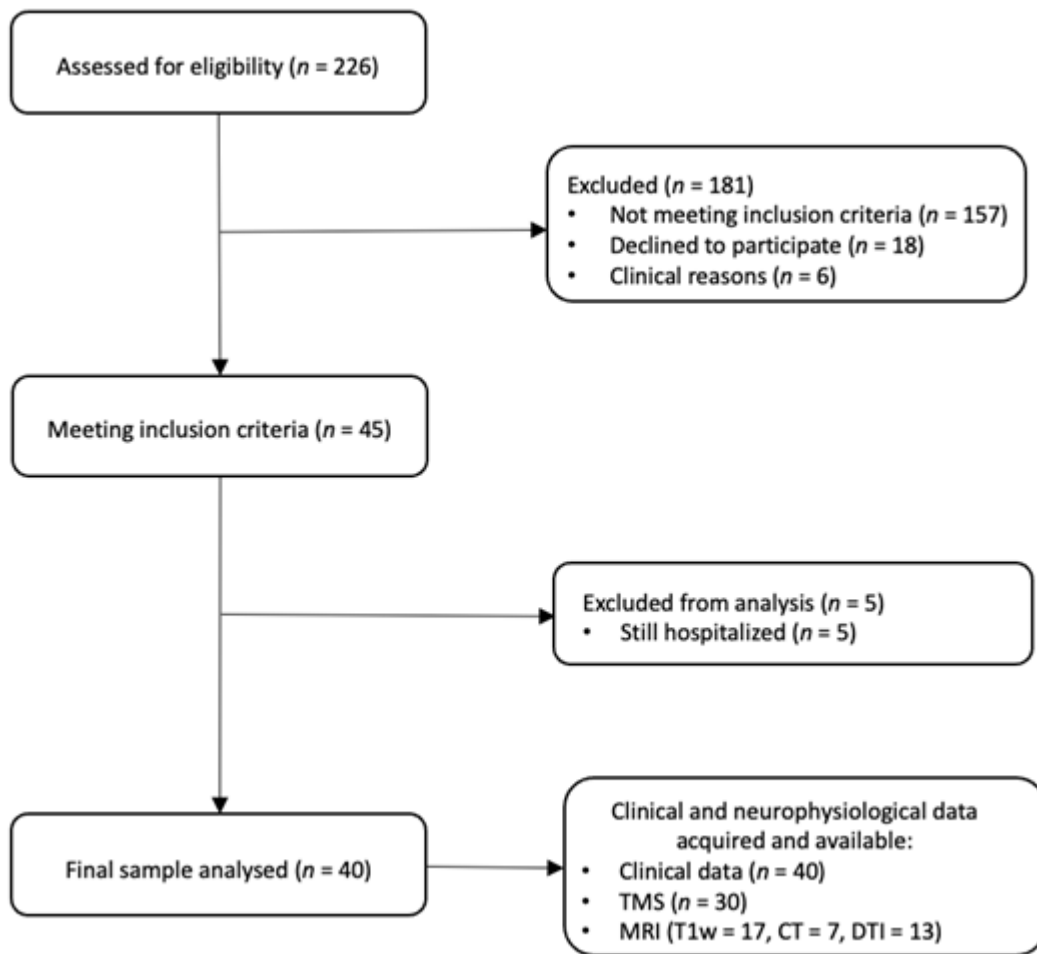 Assessed for eligibility (n = 226)
Excluded (n = 181)
• Not meeting inclusion criteria (n = 157)
• Declined to participate (n = 18)
• Clinical reasons (n = 6)
Meeting inclusion criteria (n = 45)
Excluded from analysis (n = 5)
• Still hospitalized (n = 5)
Final sample analysed (n = 40)
Clinical and neurophysiological data
acquired and available:
• Clinical data (n = 40)
• TMS (n = 30)
• MRI (T1w = 17, CT = 7, DTI = 13)